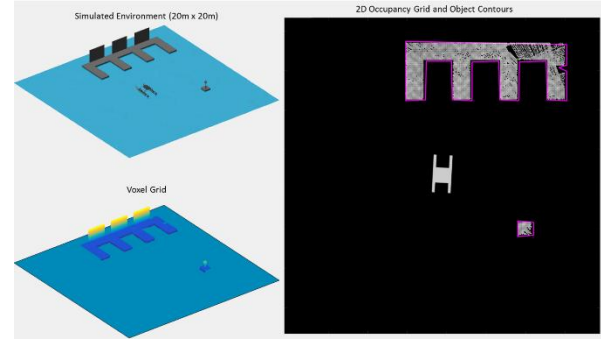 Simulated Environment (20m x 20m)
2D Occupancy Grid and Object Contours
Voxel Grid